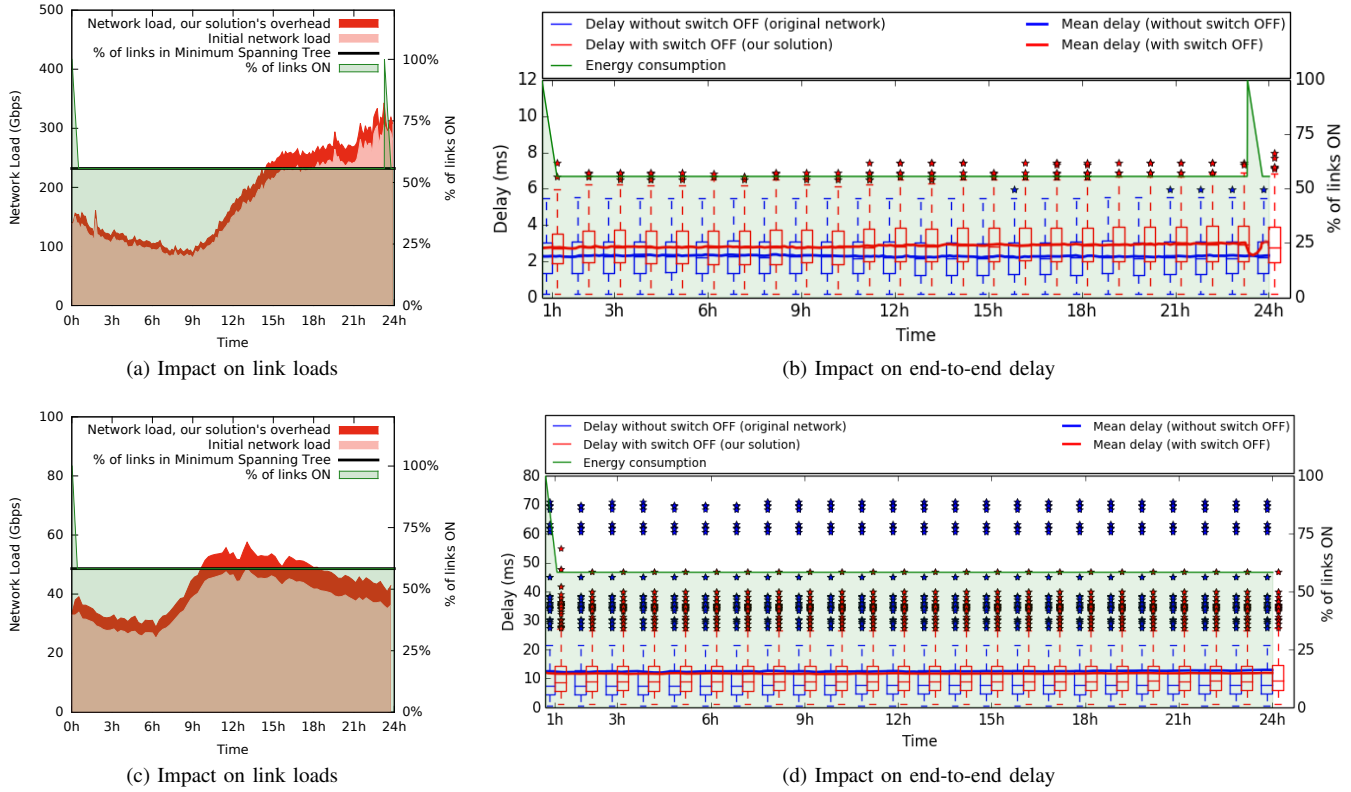 500
400
300
200
100
0
Network Load (Gbps)
Network load, our solution's overhead
Initial network load
% of links in Minimum Spanning Tree
% of links ON
100%
75%
50%
25%
0%
% of links ON
0h 3h 6h 9h 12h 15h 18h 21h 24h
Time
(a) Impact on link loads
Delay without switch OFF (original network)
Delay with switch OFF (our solution)
Energy consumption
Mean delay (without switch OFF)
Mean delay (with switch OFF)
12
10
8
6
4
2
0
Delay (ms)
100
75
50
25
0
% of links ON
1h 3h 6h 9h 12h 15h 18h 21h 24h
Time
(b) Impact on end-to-end delay
100
80
60
40
20
0
Network Load (Gbps)
Network load, our solution's overhead
Initial network load
% of links in Minimum Spanning Tree
% of links ON
100%
75%
50%
25%
0%
% of links ON
0h 3h 6h 9h 12h 15h 18h 21h 24h
Time
(c) Impact on link loads
Delay without switch OFF (original network)
Delay with switch OFF (our solution)
Energy consumption
Mean delay (without switch OFF)
Mean delay (with switch OFF)
80
70
60
50
40
30
20
10
0
Delay (ms)
100
75
50
25
0
% of links ON
1h 3h 6h 9h 12h 15h 18h 21h 24h
Time
(d) Impact on end-to-end delay